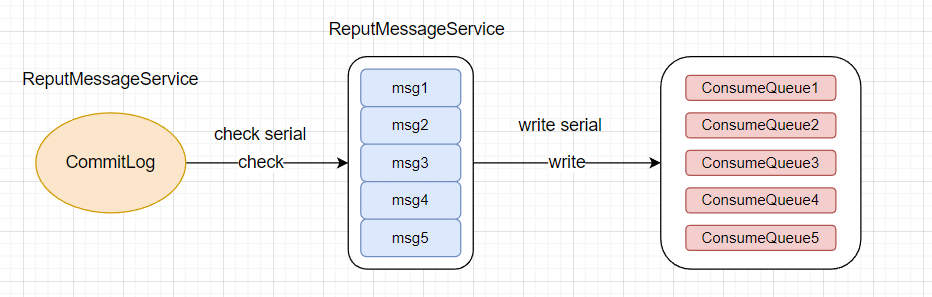 ReputMessageService
CommitLog
check serial
check
ReputMessageService
msg1
msg2
msg3
msg4
msg5
write serial
write
ConsumeQueue1
ConsumeQueue2
ConsumeQueue3
ConsumeQueue4
ConsumeQueue5